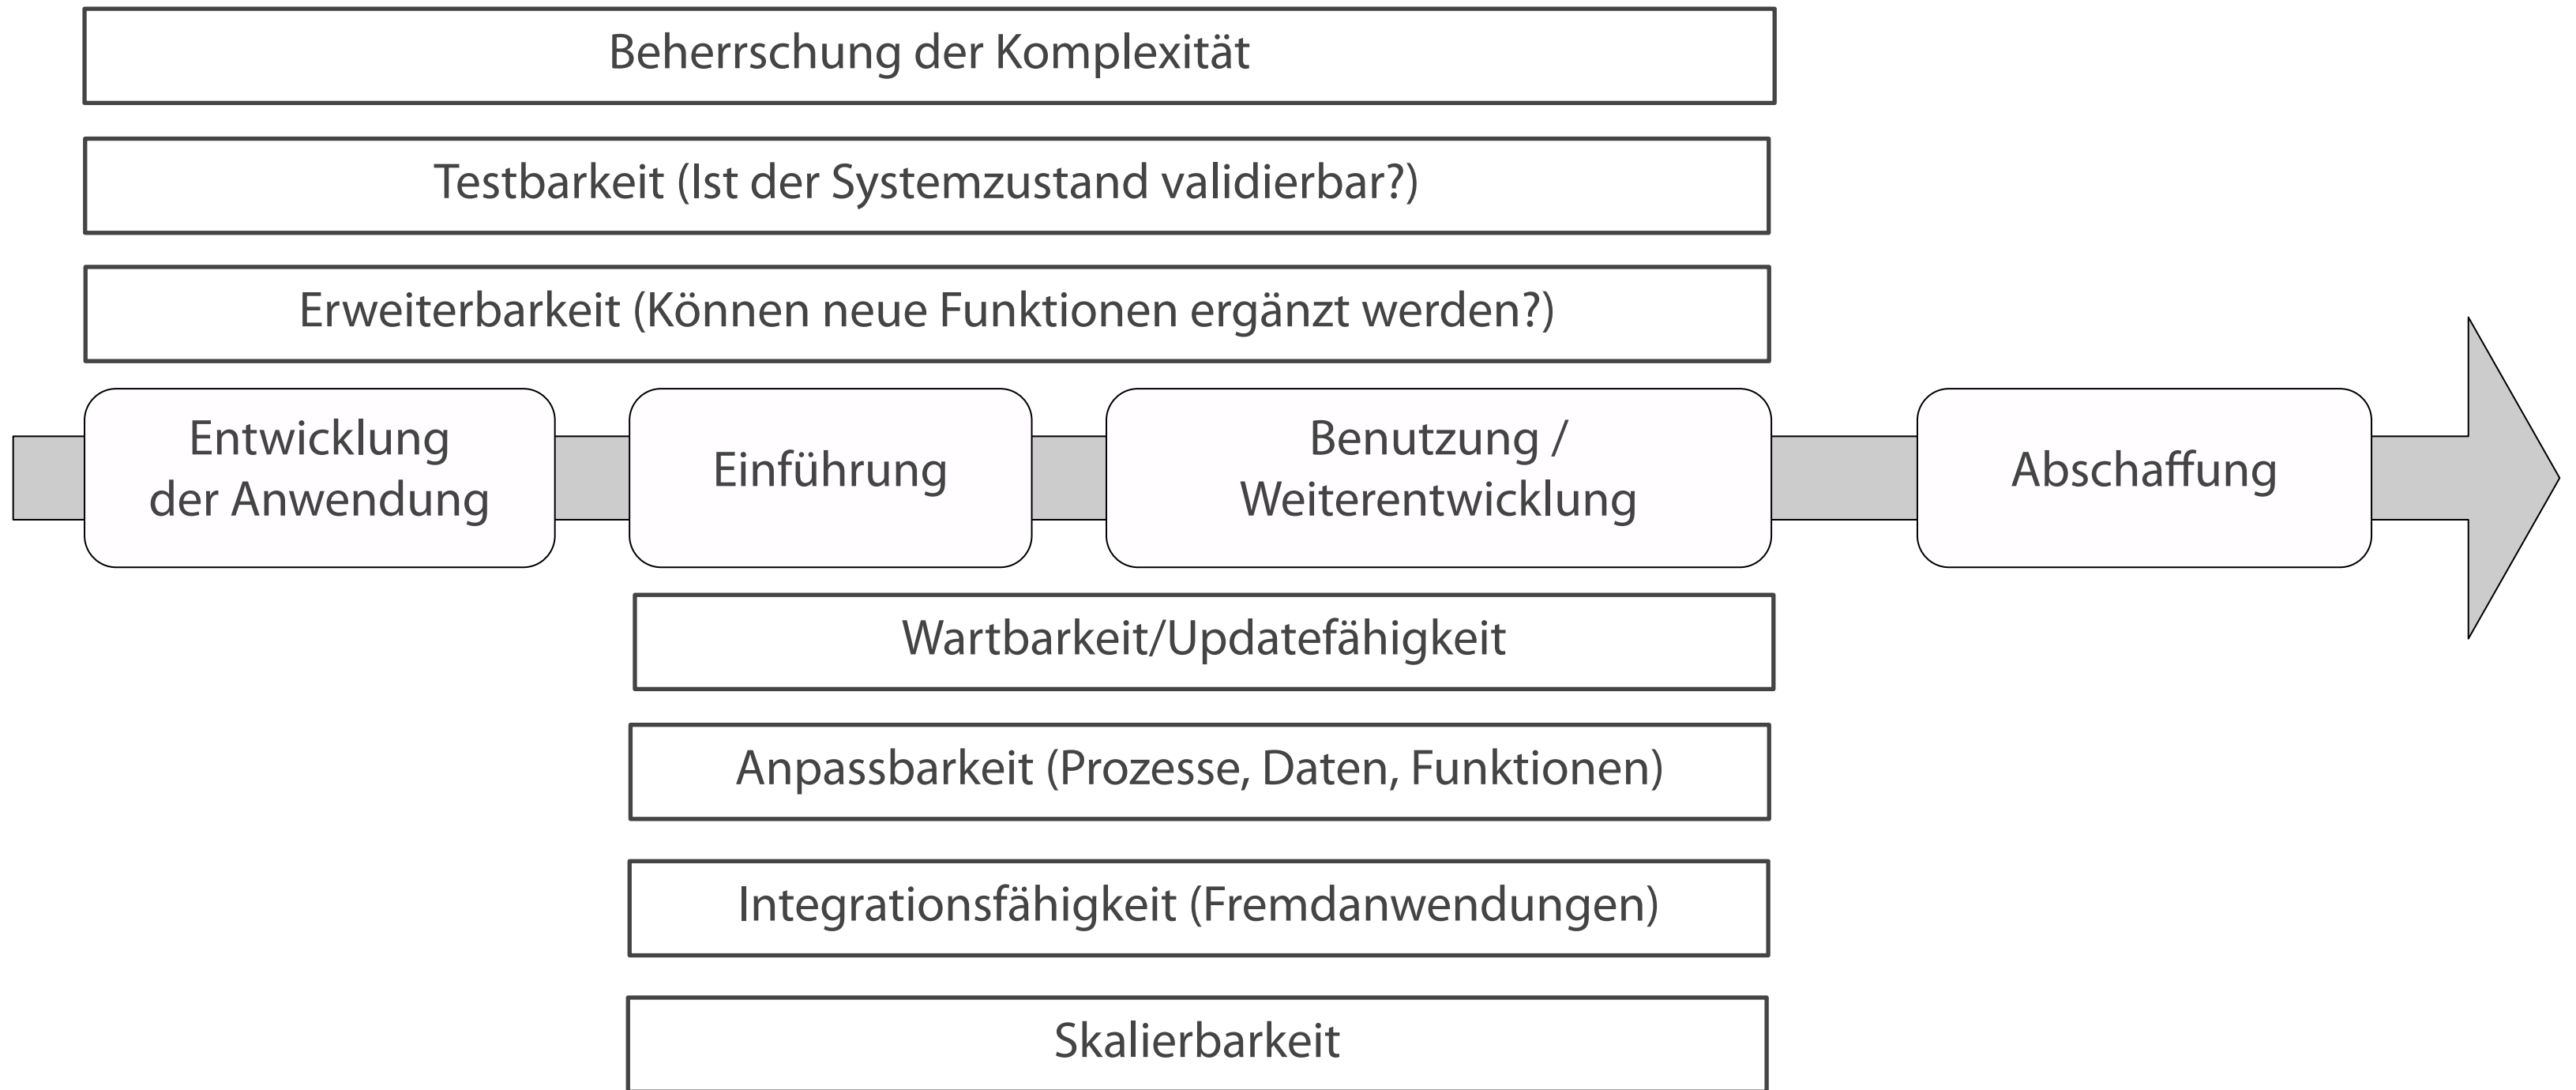 Beherrschung der Komplexität
Testbarkeit (Ist der Systemzustand validierbar?)
Erweiterbarkeit (Können neue Funktionen ergänzt werden?)
Entwicklung
der Anwendung
Einführung
Benutzung /
Weiterentwicklung
Abschaffung
Wartbarkeit/Updatefähigkeit
Anpassbarkeit (Prozesse, Daten, Funktionen)
Integrationsfähigkeit (Fremdanwendungen)
Skalierbarkeit